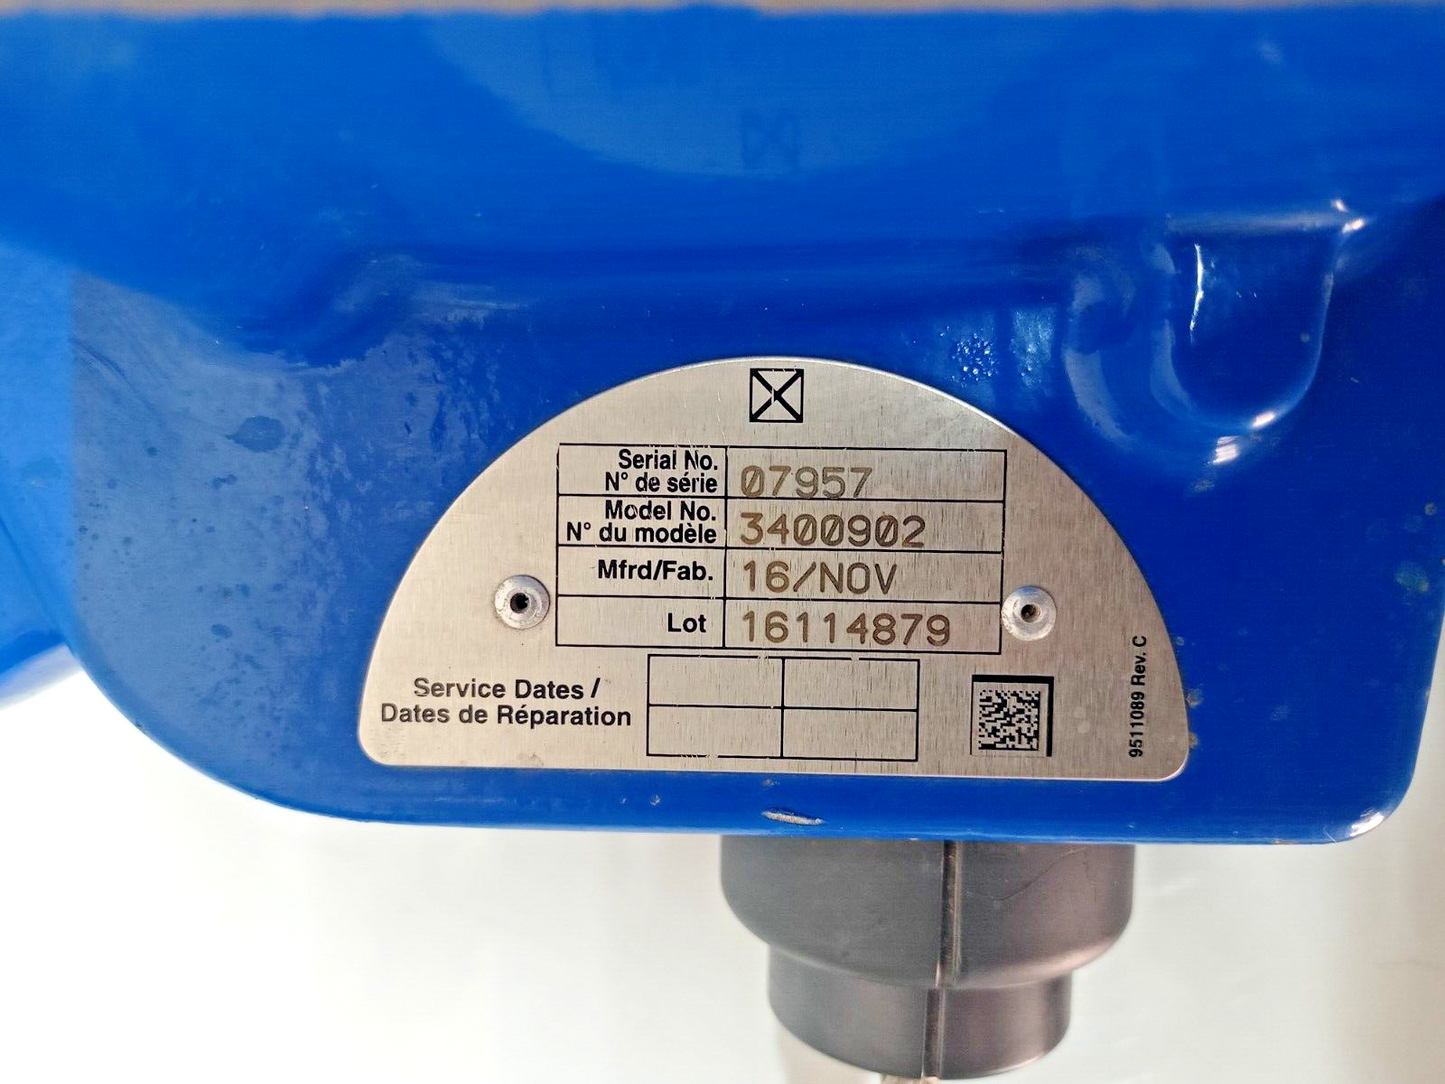 Serial No.
N° de série
07957
Model No.
N° du modèle
3400902
Mfrd/Fab.
16/NOV
Lot
16114879
Service Dates /
Dates de Réparation
9511089 Rev. C